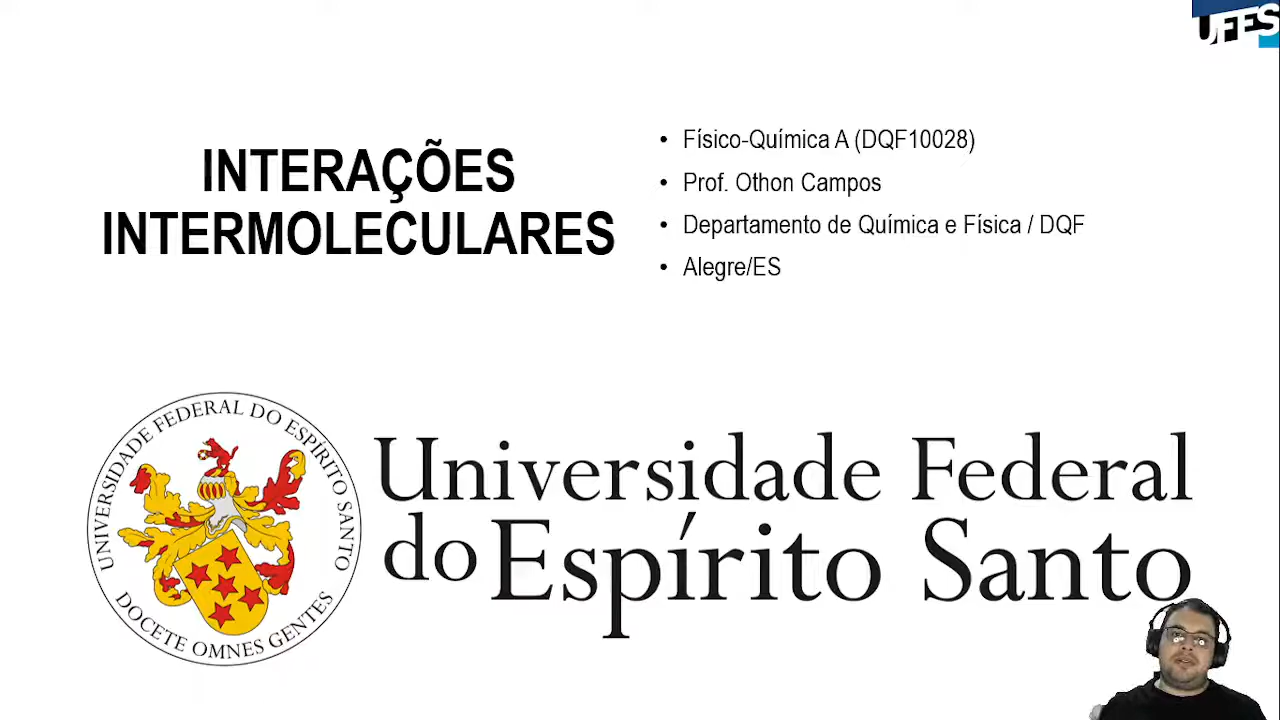 UFES
INTERAÇÕES
INTERMOLECULARES
• Físico-Química A (DQF10028)
• Prof. Othon Campos
• Departamento de Química e Física / DQF
• Alegre/ES
UNIVERSIDADE FEDERAL DO ESPÍRITO SANTO
DOCETE OMNES GENTES
Universidade Federal
do Espírito Santo